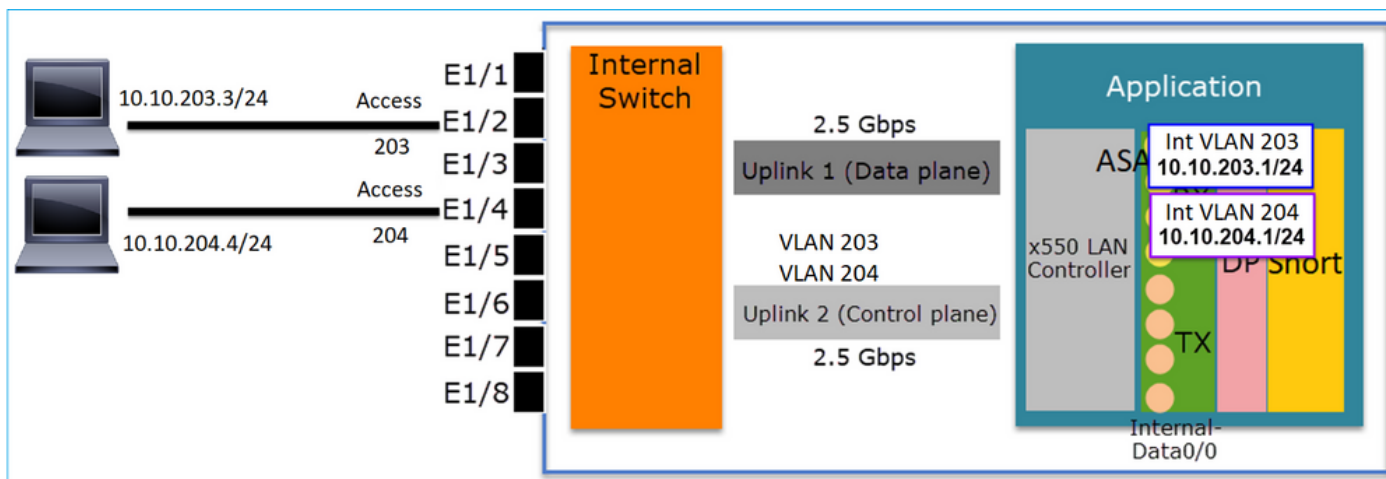 10.10.203.3/24
Access
203
Access
204
10.10.204.4/24
E1/1
E1/2
E1/3
E1/4
E1/5
E1/6
E1/7
E1/8
Internal
Switch
2.5 Gbps
Uplink 1 (Data plane)
VLAN 203
VLAN 204
Uplink 2 (Control plane)
2.5 Gbps
Application
x550 LAN
Controller
ASA
Int VLAN 203
10.10.203.1/24
Int VLAN 204
10.10.204.1/24
DP
Snort
TX
Internal-
Data0/0